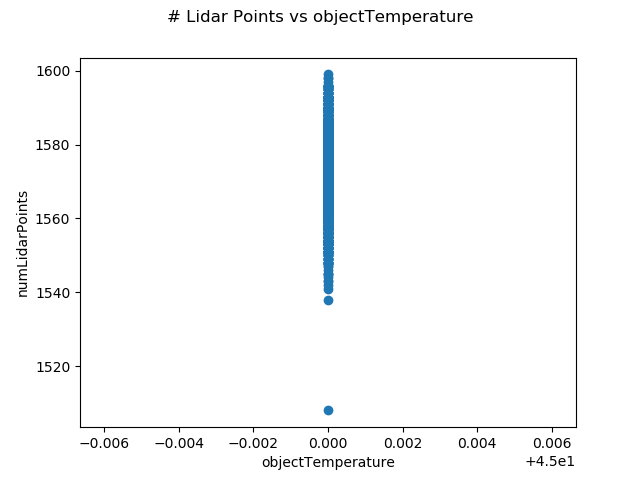 # Lidar Points vs objectTemperature
1600
1580
1560
1540
1520
numLidarPoints
−0.006 −0.004 −0.002 0.000 0.002 0.004 0.006
objectTemperature
+4.5e1